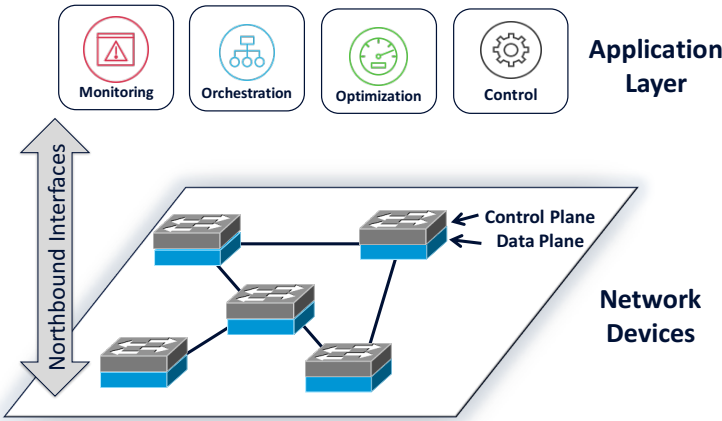 Monitoring
Orchestration
Optimization
Control
Application
Layer
Northbound Interfaces
Control Plane
Data Plane
Network
Devices